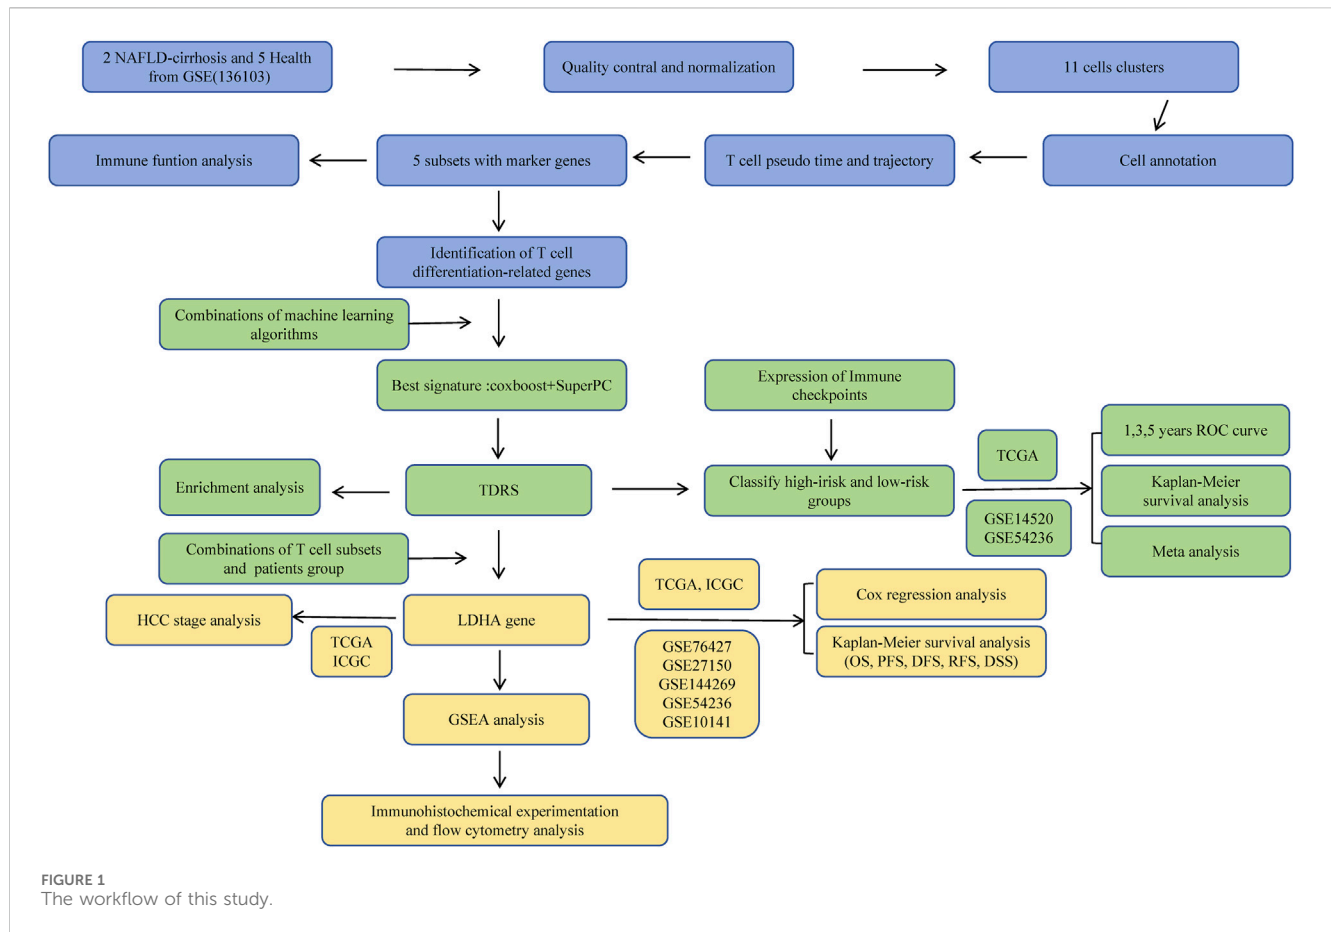 2 NAFLD-cirrhosis and 5 Health
from GSE(136103)
Quality contral and normalization
11 cells clusters
Immune funtion analysis
5 subsets with marker genes
T cell pseudo time and trajectory
Cell annotation
Identification of T cell
differentiation-related genes
Combinations of machine learning
algorithms
Best signature :coxboost+SuperPC
Expression of Immune
checkpoints
TCGA
1,3,5 years ROC curve
Enrichment analysis
TDRS
Classify high-irisk and low-risk
groups
Kaplan-Meier
survival analysis
GSE14520
GSE54236
Meta analysis
Combinations of T cell subsets
and patients group
TCGA, ICGC
HCC stage analysis
TCGA
ICGC
LDHA gene
Cox regression analysis
GSE76427
GSE27150
GSE144269
GSE54236
GSE10141
Kaplan-Meier survival analysis
(OS, PFS, DFS, RFS, DSS)
GSEA analysis
Immunohistochemical experimentation
and flow cytometry analysis
FIGURE 1
The workflow of this study.